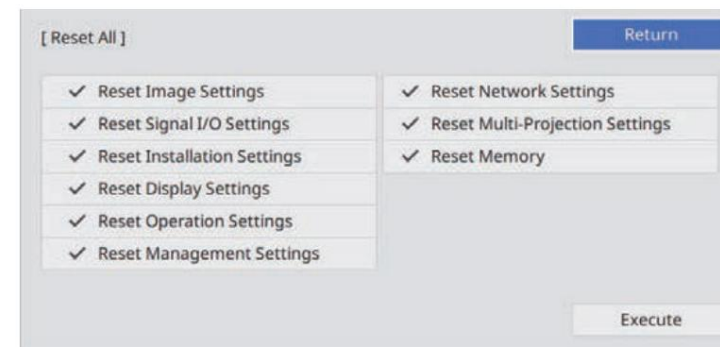 [ Reset All ]
Return
✓ Reset Image Settings
✓ Reset Signal I/O Settings
✓ Reset Installation Settings
✓ Reset Display Settings
✓ Reset Operation Settings
✓ Reset Management Settings
✓ Reset Network Settings
✓ Reset Multi-Projection Settings
✓ Reset Memory
Execute